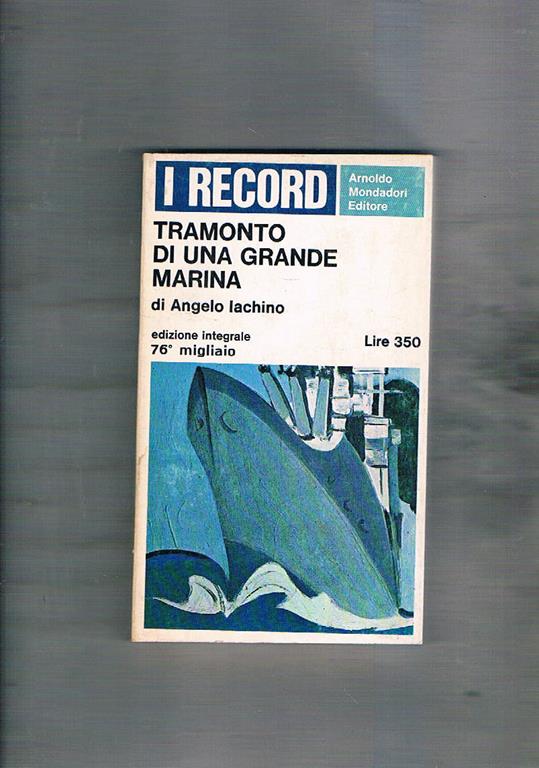 I RECORD
Arnoldo
Mondadori
Editore
TRAMONTO
DI UNA GRANDE
MARINA
di Angelo Iachino
edizione integrale
76° migliaio
Lire 350